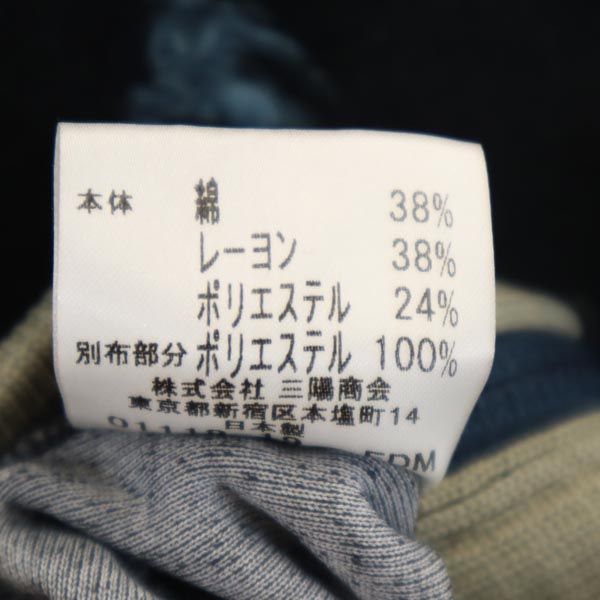 本体 綿 38%
レーヨン 38%
ポリエステル 24%
別布部分 ポリエステル 100%
株式会社 三陽商会
東京都新宿区本塩町14
日本製